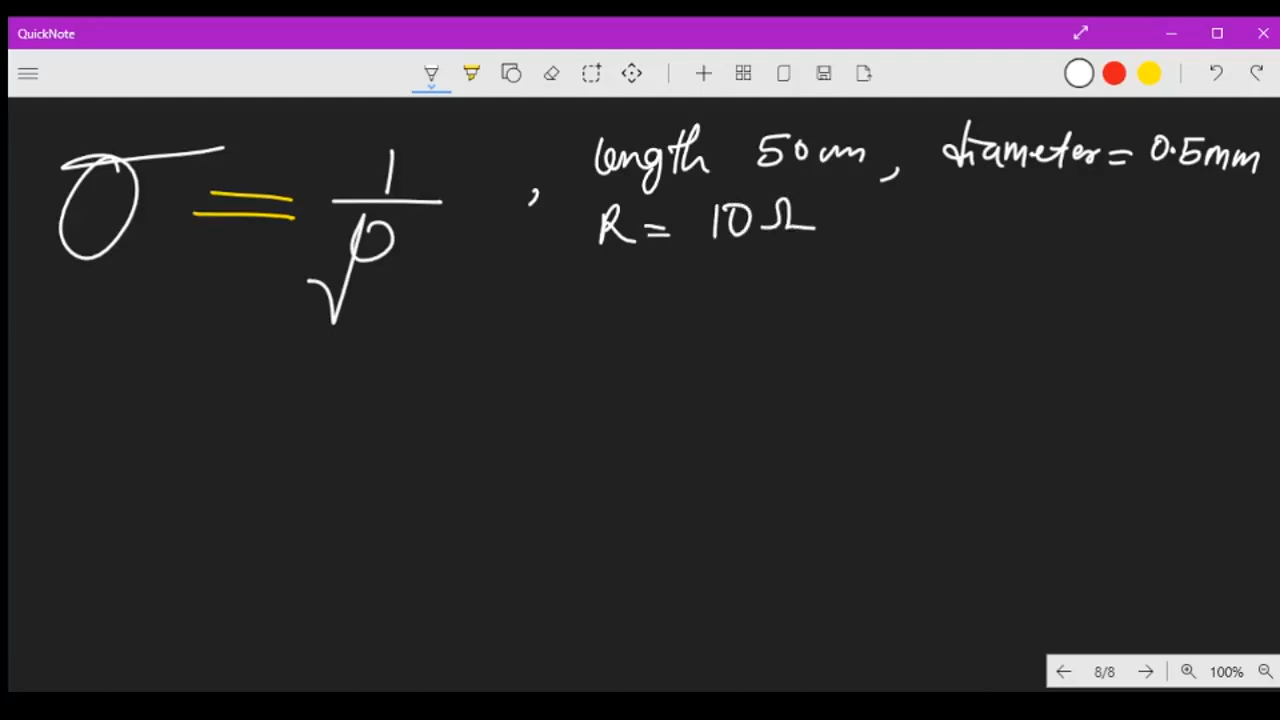 QuickNote
σ = 1/ρ , length 50cm , diameter = 0.5mm
R = 10Ω
8/8 100%